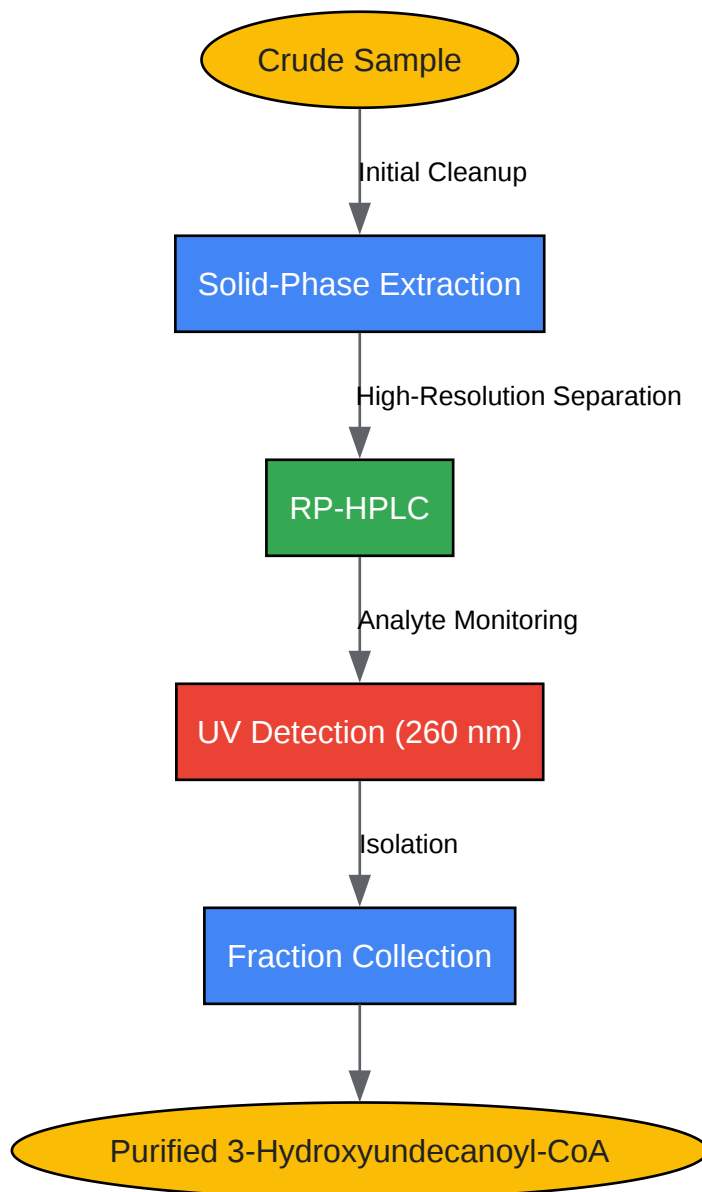 Crude Sample
Initial Cleanup
Solid-Phase Extraction
High-Resolution Separation
RP-HPLC
Analyte Monitoring
UV Detection (260 nm)
Isolation
Fraction Collection
Purified 3-Hydroxyundecanoyl-CoA